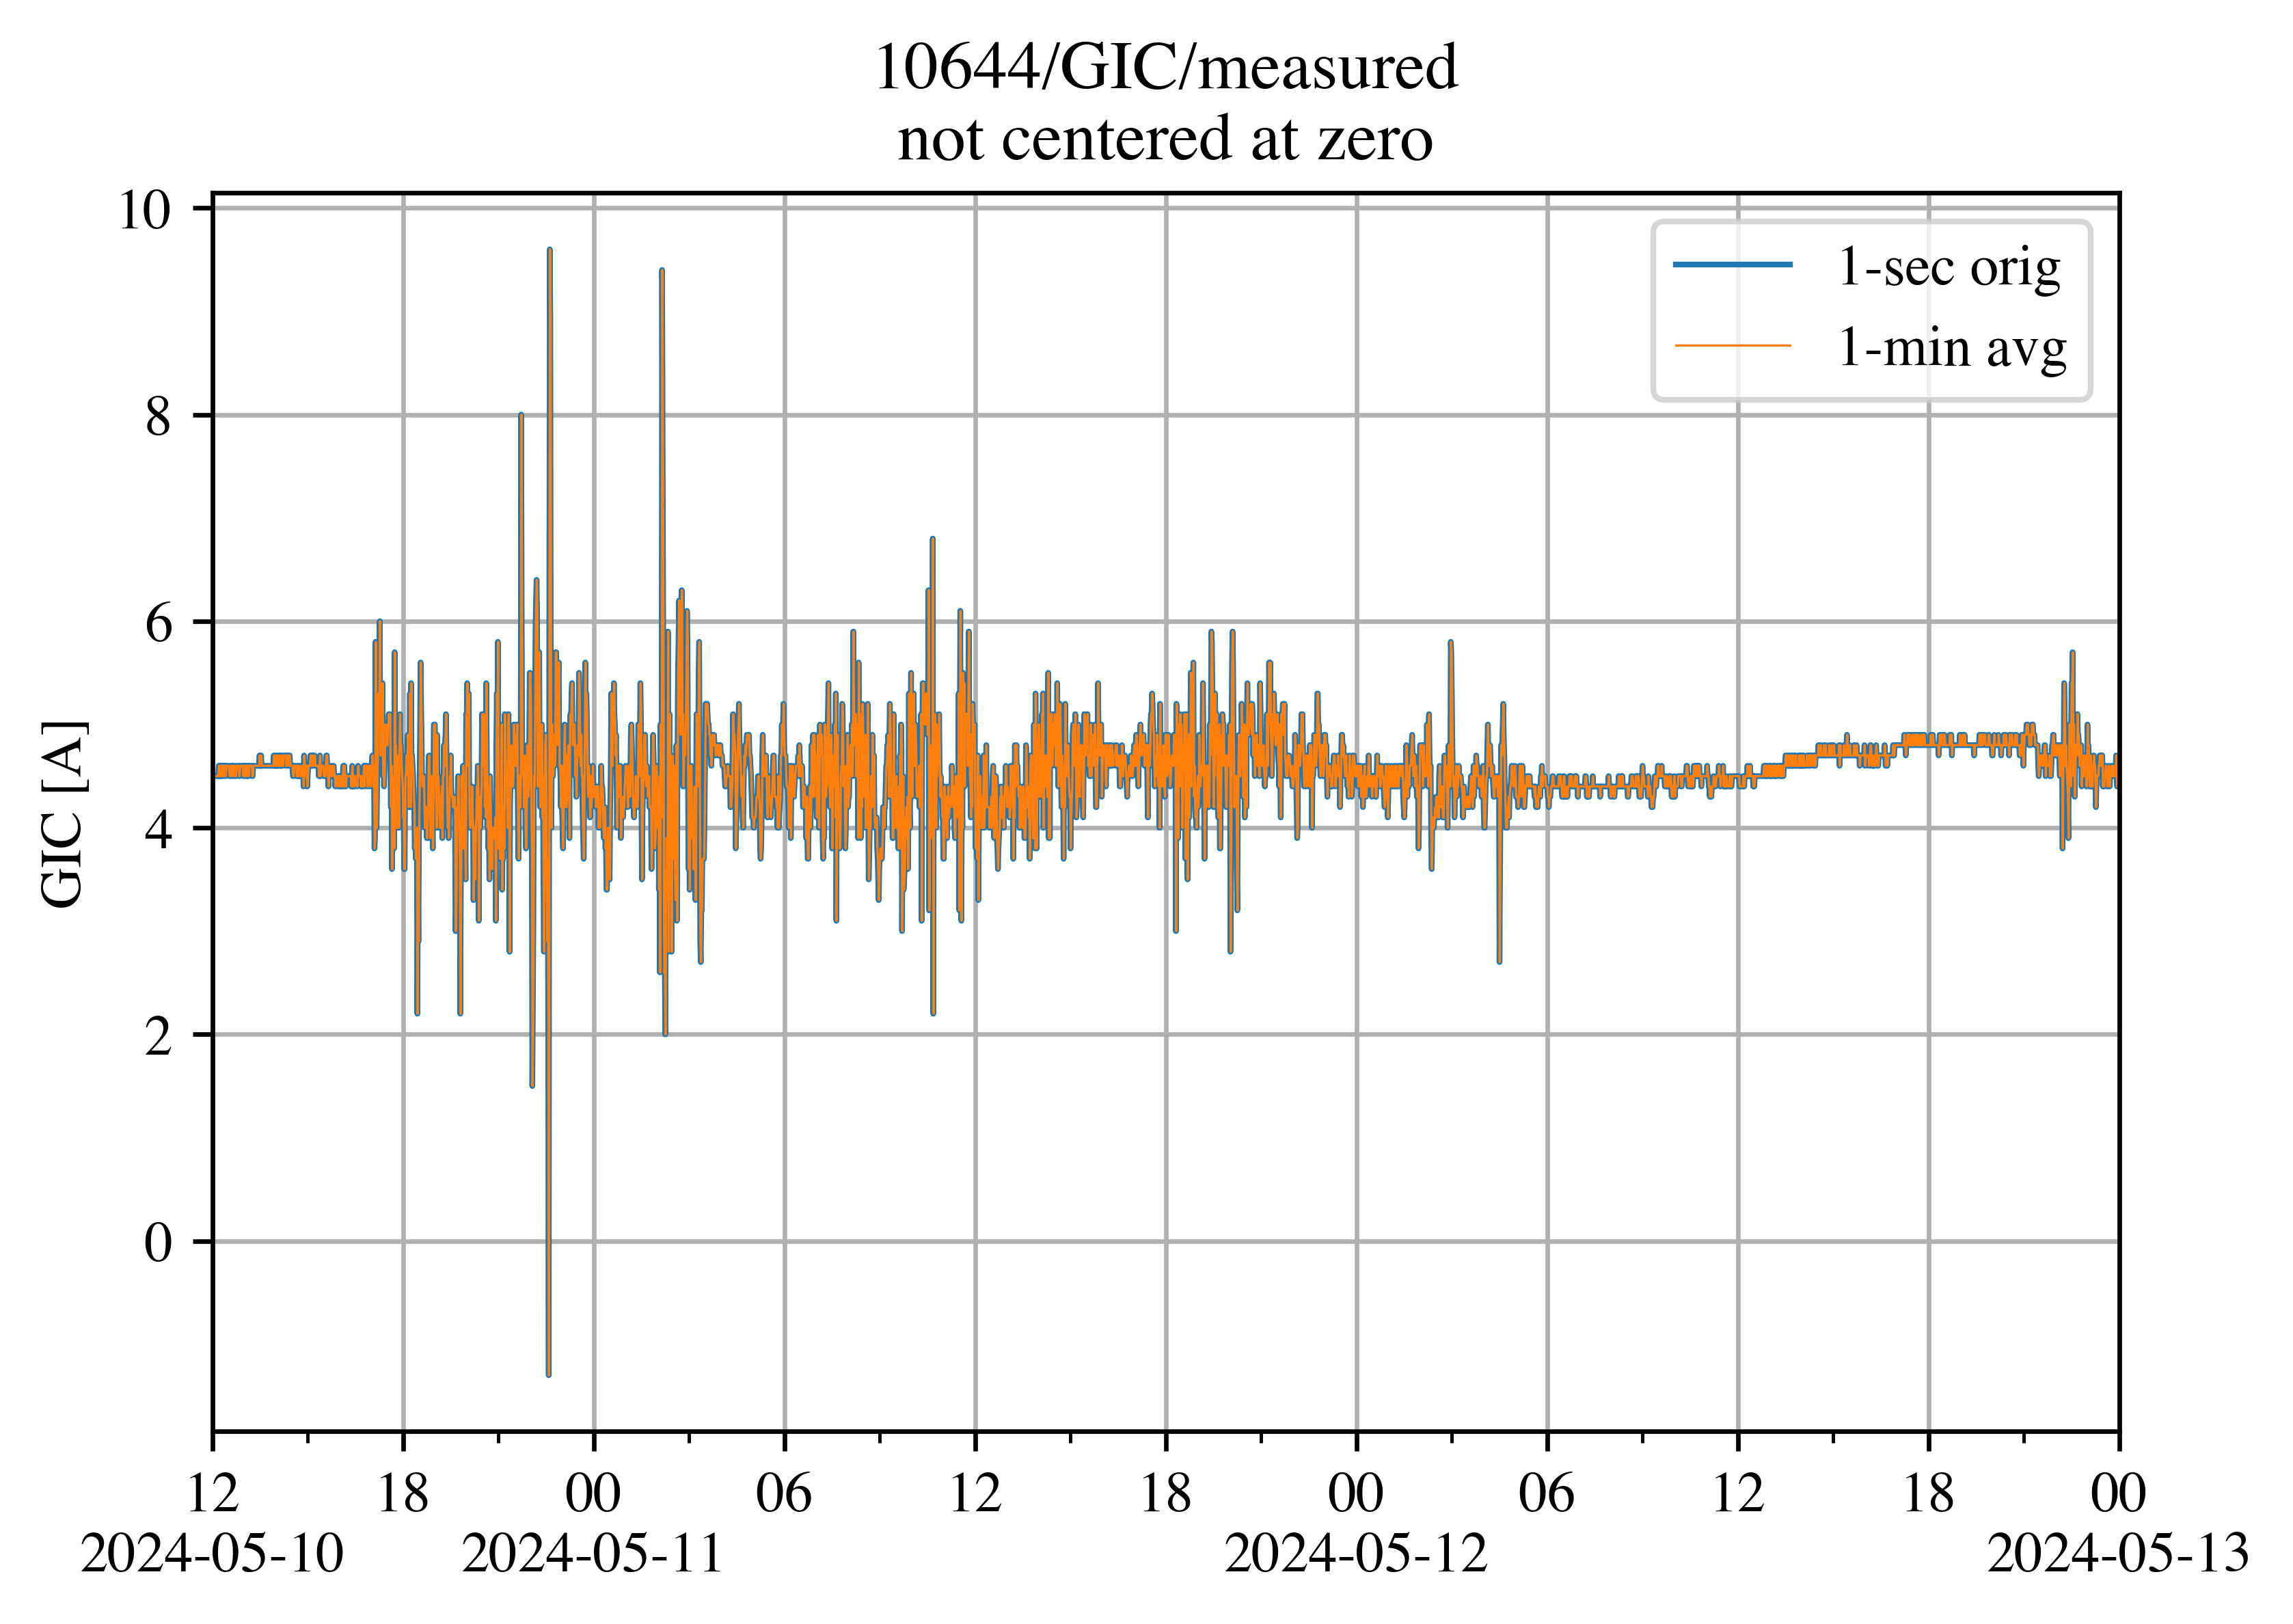 10644/GIC/measured
not centered at zero
10
8
6
4
2
0
GIC [A]
1-sec orig
1-min avg
12 18 00 06 12 18 00 06 12 18 00
2024-05-10 2024-05-11 2024-05-12 2024-05-13